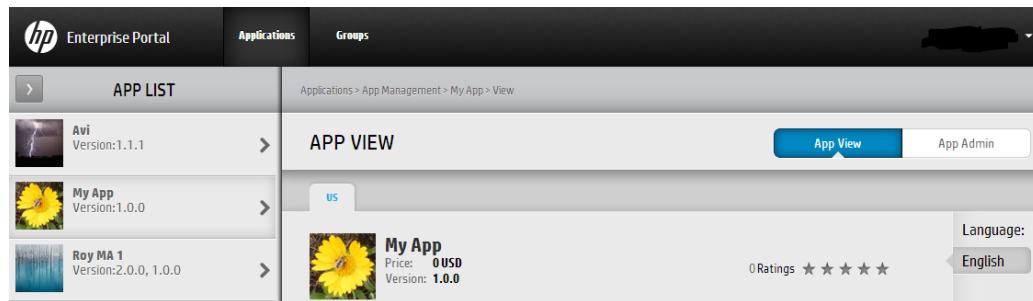 hp Enterprise Portal Applications Groups
APP LIST
Applications > App Management > My App > View
Avi
Version:1.1.1
My App
Version:1.0.0
Roy MA 1
Version:2.0.0, 1.0.0
APP VIEW
App View App Admin
US
My App
Price: 0 USD
Version: 1.0.0
0 Ratings
Language:
English